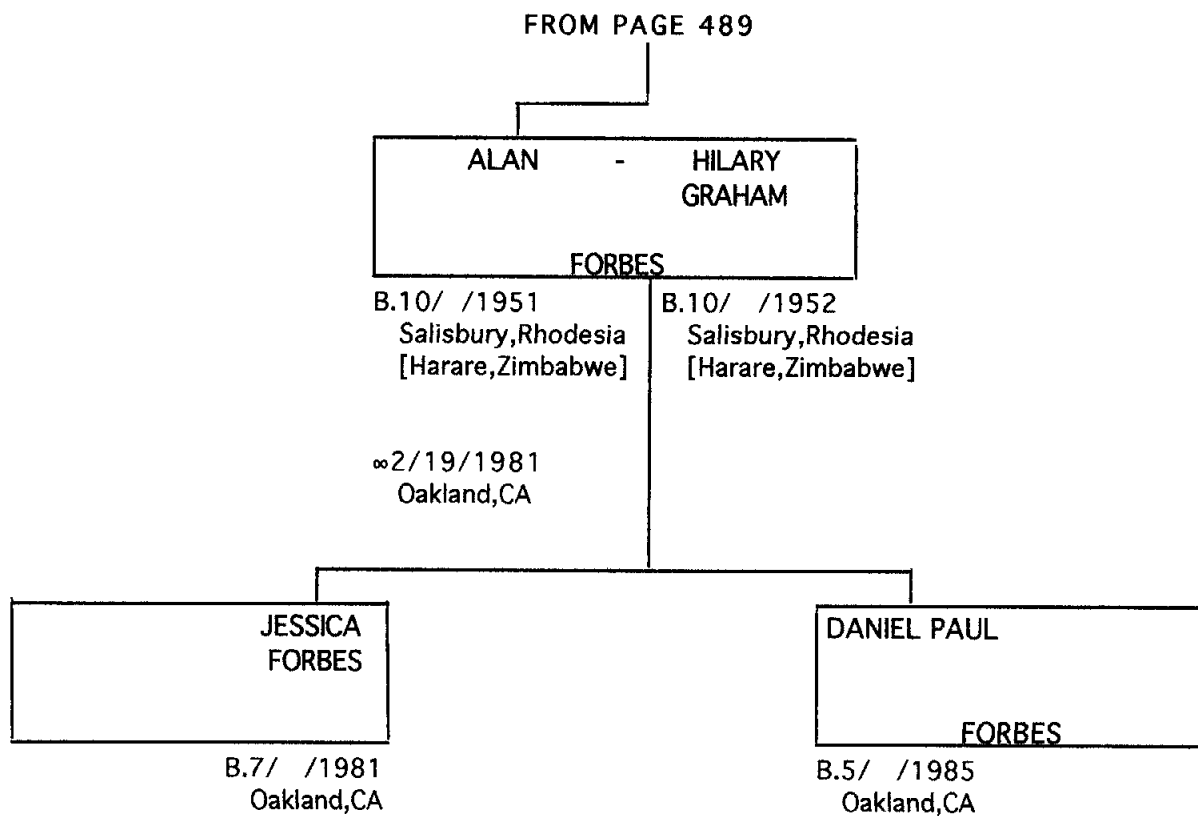 FROM PAGE 489
ALAN - HILARY
GRAHAM
FORBES
B.10/ /1951
Salisbury,Rhodesia
[Harare,Zimbabwe]
B.10/ /1952
Salisbury,Rhodesia
[Harare,Zimbabwe]
∞2/19/1981
Oakland,CA
JESSICA
FORBES
B.7/ /1981
Oakland,CA
DANIEL PAUL
FORBES
B.5/ /1985
Oakland,CA